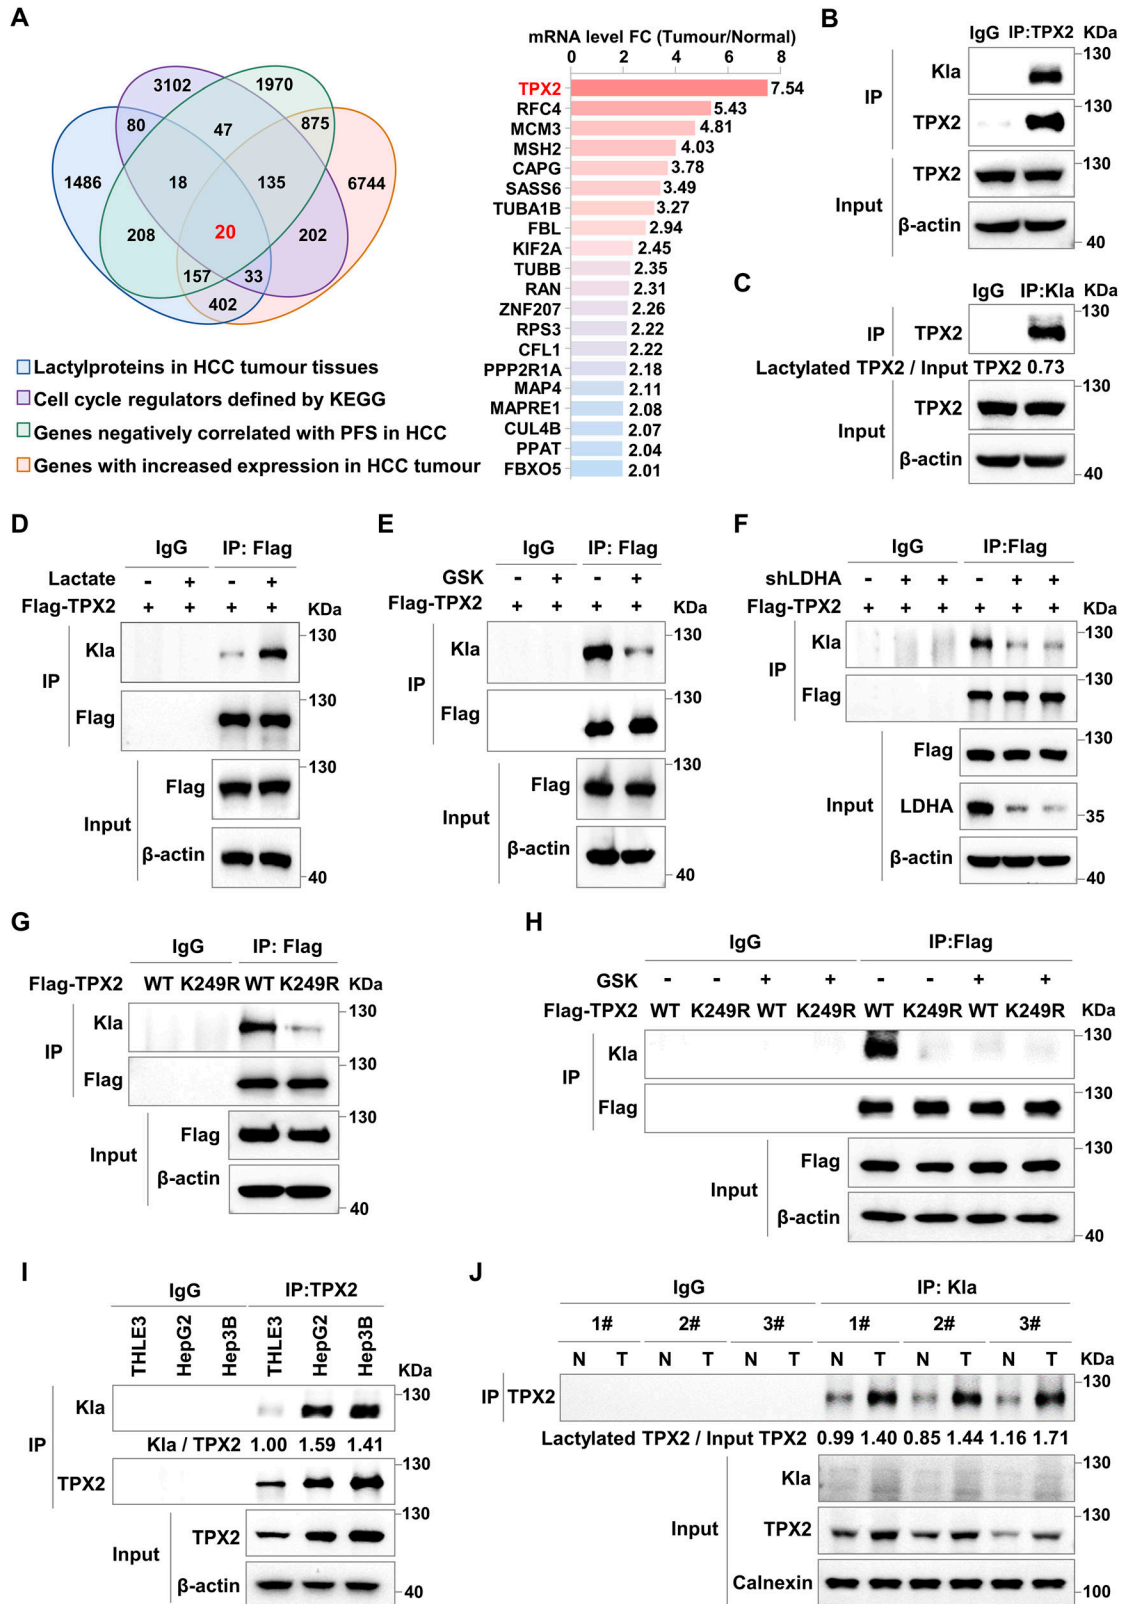 A
3102
1970
80
47
875
1486
18
135
6744
208
20
202
157
33
402
Lactylproteins in HCC tumour tissues
Cell cycle regulators defined by KEGG
Genes negatively correlated with PFS in HCC
Genes with increased expression in HCC tumour
mRNA level FC (Tumour/Normal)
0 2 4 6 8
TPX2 7.54
RFC4 5.43
MCM3 4.81
MSH2 4.03
CAPG 3.78
SASS6 3.49
TUBA1B 3.27
FBL 2.94
KIF2A 2.45
TUBB 2.35
RAN 2.31
ZNF207 2.26
RPS3 2.22
CFL1 2.22
PPP2R1A 2.18
MAP4 2.11
MAPRE1 2.08
CUL4B 2.07
PPAT 2.04
FBXO5 2.01
B
IgG IP:TPX2 KDa
IP
Kla 130
TPX2 130
Input
TPX2 130
β-actin 40
C
IgG IP:Kla KDa
IP TPX2 130
Lactylated TPX2 / Input TPX2 0.73
Input
TPX2 130
β-actin 40
D
IgG IP: Flag
Lactate - + - +
Flag-TPX2 + + + + KDa
IP
Kla 130
Flag 130
Input
Flag 130
β-actin 40
E
IgG IP: Flag
GSK - + - +
Flag-TPX2 + + + + KDa
IP
Kla 130
Flag 130
Input
Flag 130
β-actin 40
F
IgG IP:Flag
shLDHA - + + - + +
Flag-TPX2 + + + + + + KDa
IP
Kla 130
Flag 130
Input
Flag 130
LDHA 35
β-actin 40
G
IgG IP: Flag
Flag-TPX2 WT K249R WT K249R KDa
IP
Kla 130
Flag 130
Input
Flag 130
β-actin 40
H
IgG IP:Flag
GSK - - + + - - + +
Flag-TPX2 WT K249R WT K249R WT K249R WT K249R KDa
IP
Kla 130
Flag 130
Input
Flag 130
β-actin 40
I
IgG IP:TPX2
THLE3 HepG2 Hep3B THLE3 HepG2 Hep3B KDa
IP
Kla 130
Kla / TPX2 1.00 1.59 1.41
TPX2 130
Input
TPX2 130
β-actin 40
J
IgG IP: Kla
1# 2# 3# 1# 2# 3#
N T N T N T N T N T N T KDa
IP TPX2 130
Lactylated TPX2 / Input TPX2 0.99 1.40 0.85 1.44 1.16 1.71
Input
Kla 130
TPX2 130
Calnexin 100